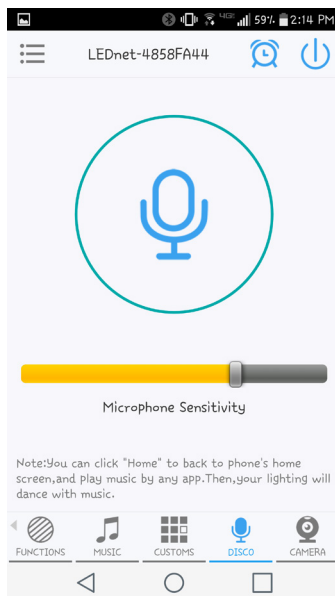 4GE 59% 2:14 PM
LEDnet-4858FA44
Microphone Sensitivity
Note:You can click "Home" to back to phone's home
screen,and play music by any app.Then,your lighting will
dance with music.
FUNCTIONS MUSIC CUSTOMS DISCO CAMERA